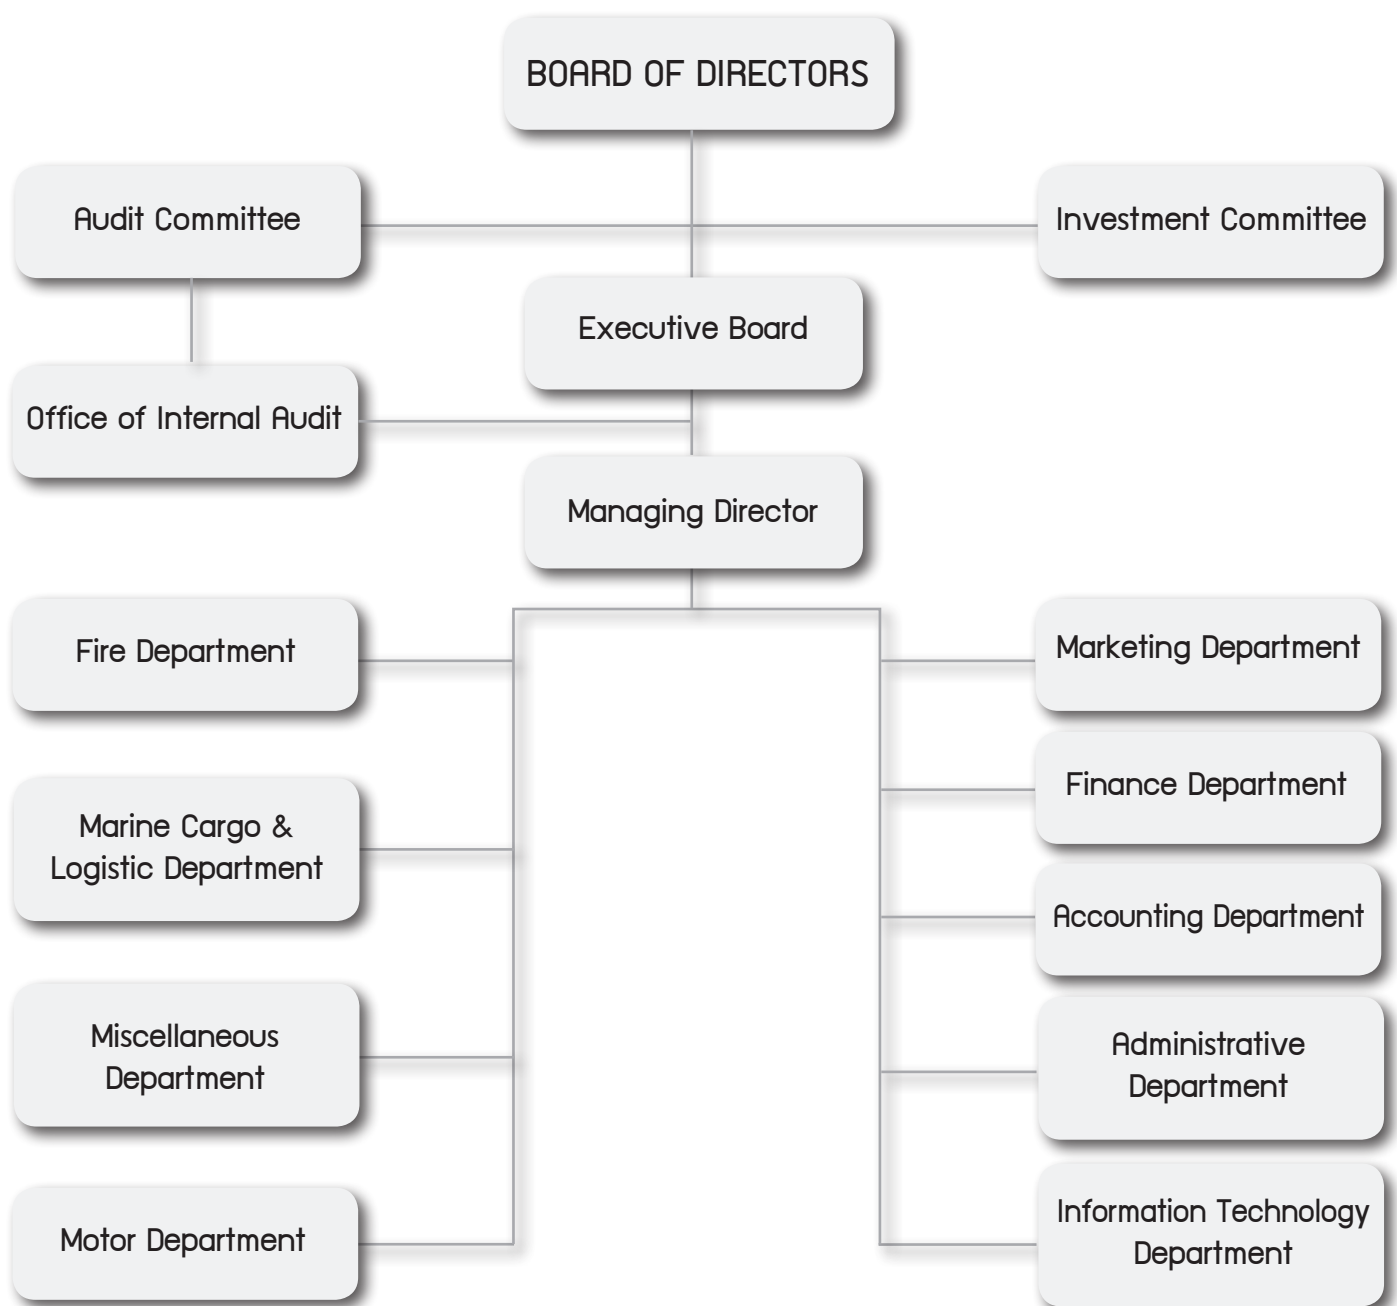 BOARD OF DIRECTORS
Audit Committee
Investment Committee
Executive Board
Office of Internal Audit
Managing Director
Fire Department
Marine Cargo &
Logistic Department
Miscellaneous
Department
Motor Department
Marketing Department
Finance Department
Accounting Department
Administrative
Department
Information Technology
Department